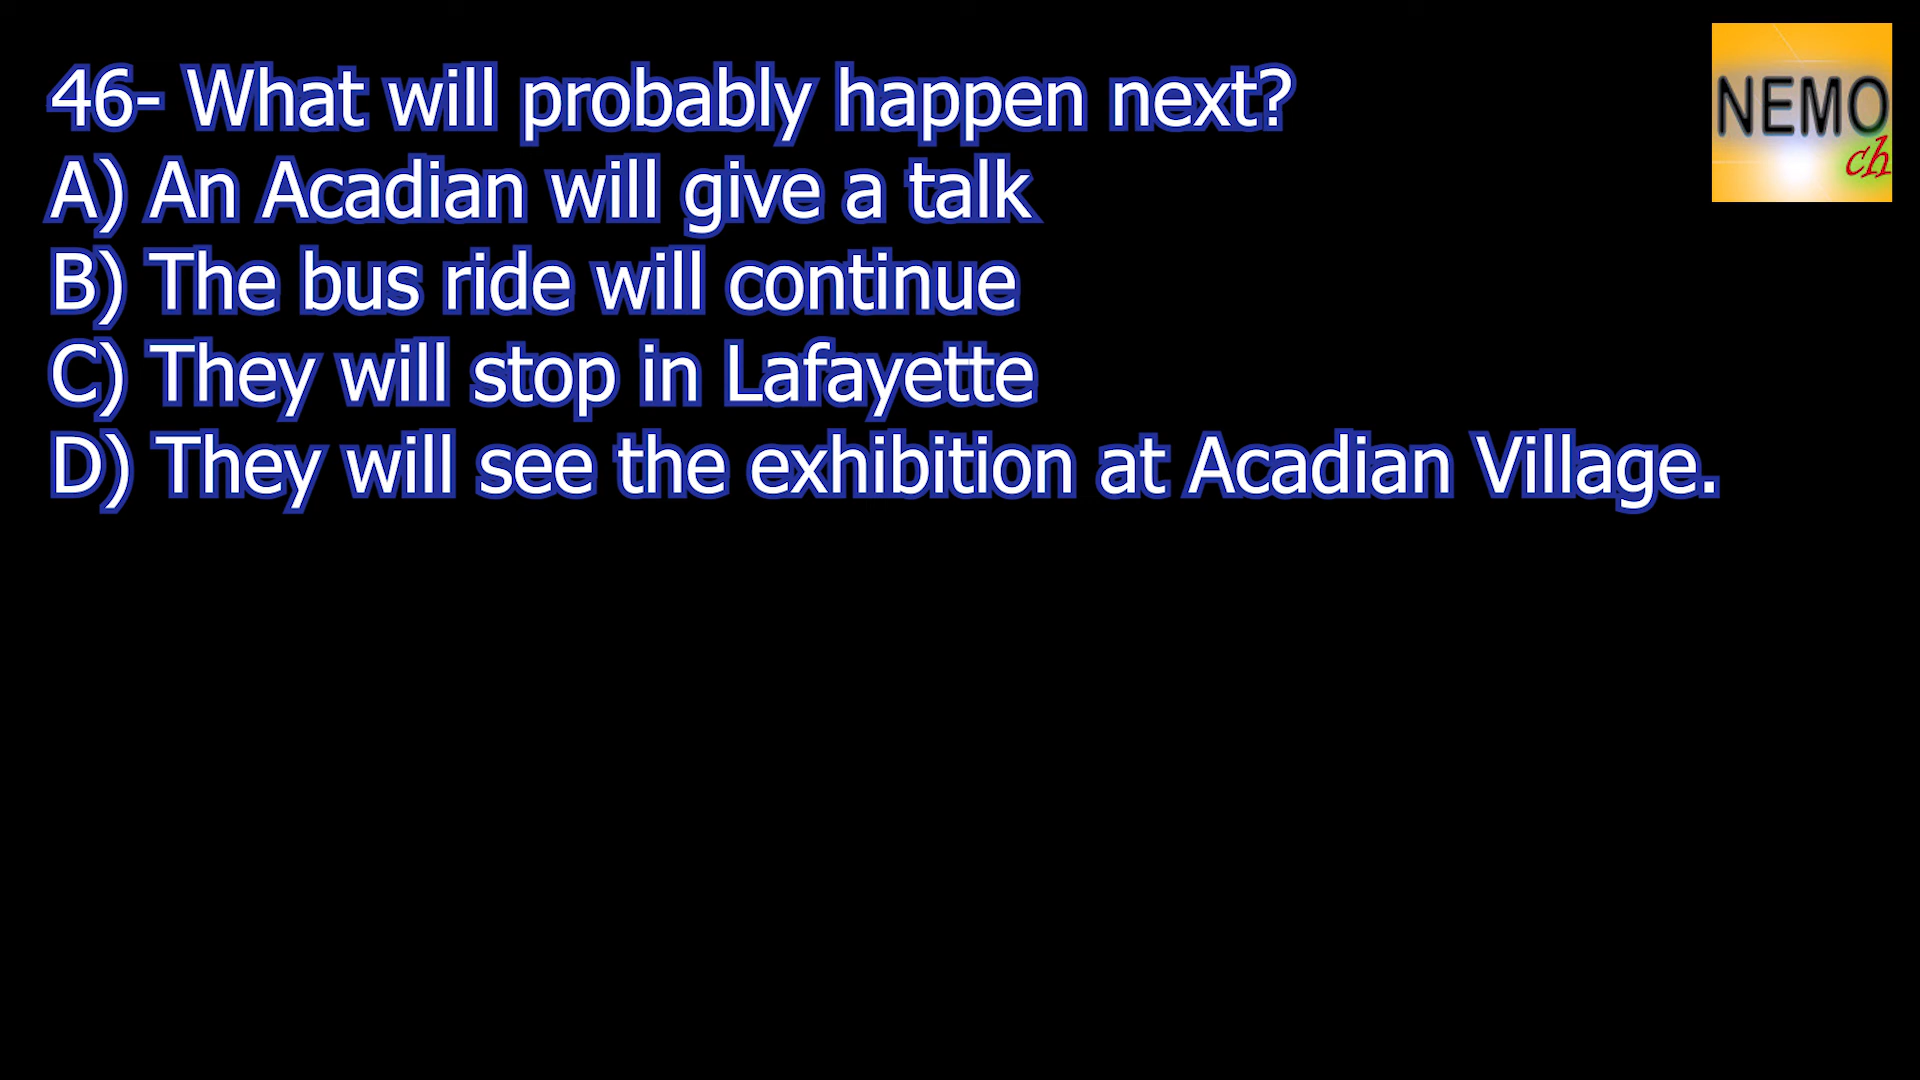 46- What will probably happen next?
A) An Acadian will give a talk
B) The bus ride will continue
C) They will stop in Lafayette
D) They will see the exhibition at Acadian Village.
NEMO
ch